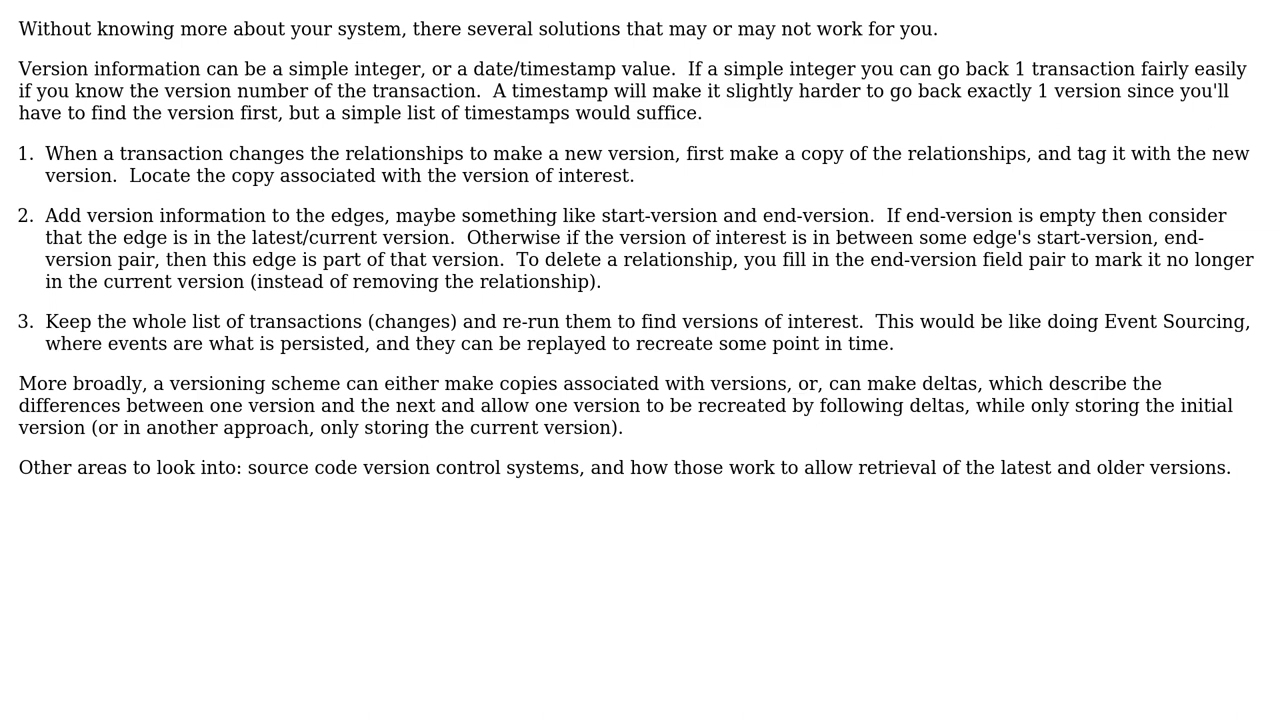 Without knowing more about your system, there several solutions that may or may not work for you.
Version information can be a simple integer, or a date/timestamp value.  If a simple integer you can go back 1 transaction fairly easily
if you know the version number of the transaction.  A timestamp will make it slightly harder to go back exactly 1 version since you'll
have to find the version first, but a simple list of timestamps would suffice.
1.  When a transaction changes the relationships to make a new version, first make a copy of the relationships, and tag it with the new
version.  Locate the copy associated with the version of interest.
2.  Add version information to the edges, maybe something like start-version and end-version.  If end-version is empty then consider
that the edge is in the latest/current version.  Otherwise if the version of interest is in between some edge's start-version, end-
version pair, then this edge is part of that version.  To delete a relationship, you fill in the end-version field pair to mark it no longer
in the current version (instead of removing the relationship).
3.  Keep the whole list of transactions (changes) and re-run them to find versions of interest.  This would be like doing Event Sourcing,
where events are what is persisted, and they can be replayed to recreate some point in time.
More broadly, a versioning scheme can either make copies associated with versions, or, can make deltas, which describe the
differences between one version and the next and allow one version to be recreated by following deltas, while only storing the initial
version (or in another approach, only storing the current version).
Other areas to look into: source code version control systems, and how those work to allow retrieval of the latest and older versions.